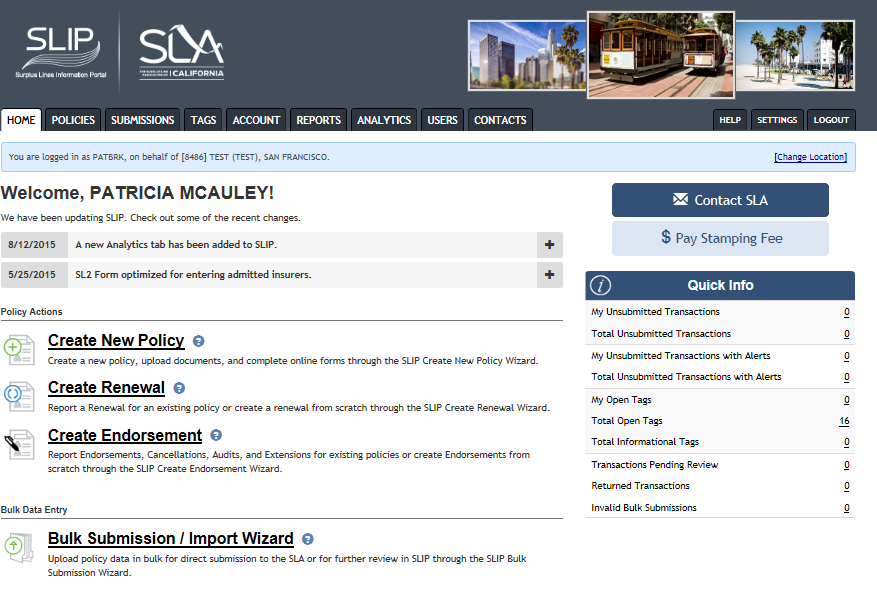 SLIP
Surplus Lines Information Portal
SLA
CALIFORNIA
HOME POLICIES SUBMISSIONS TAGS ACCOUNT REPORTS ANALYTICS USERS CONTACTS HELP SETTINGS LOGOUT
You are logged in as PATBRK, on behalf of [8486] TEST (TEST), SAN FRANCISCO. [Change Location]
Welcome, PATRICIA MCAULEY!
We have been updating SLIP. Check out some of the recent changes.
8/12/2015 A new Analytics tab has been added to SLIP. +
5/25/2015 SL2 Form optimized for entering admitted insurers. +
Policy Actions
Create New Policy ?
Create a new policy, upload documents, and complete online forms through the SLIP Create New Policy Wizard.
Create Renewal ?
Report a Renewal for an existing policy or create a renewal from scratch through the SLIP Create Renewal Wizard.
Create Endorsement ?
Report Endorsements, Cancellations, Audits, and Extensions for existing policies or create Endorsements from
scratch through the SLIP Create Endorsement Wizard.
Bulk Data Entry
Bulk Submission / Import Wizard ?
Upload policy data in bulk for direct submission to the SLA or for further review in SLIP through the SLIP Bulk
Submission Wizard.
Contact SLA
$ Pay Stamping Fee
i Quick Info
My Unsubmitted Transactions 0
Total Unsubmitted Transactions 0
My Unsubmitted Transactions with Alerts 0
Total Unsubmitted Transactions with Alerts 0
My Open Tags 0
Total Open Tags 16
Total Informational Tags 0
Transactions Pending Review 0
Returned Transactions 0
Invalid Bulk Submissions 0